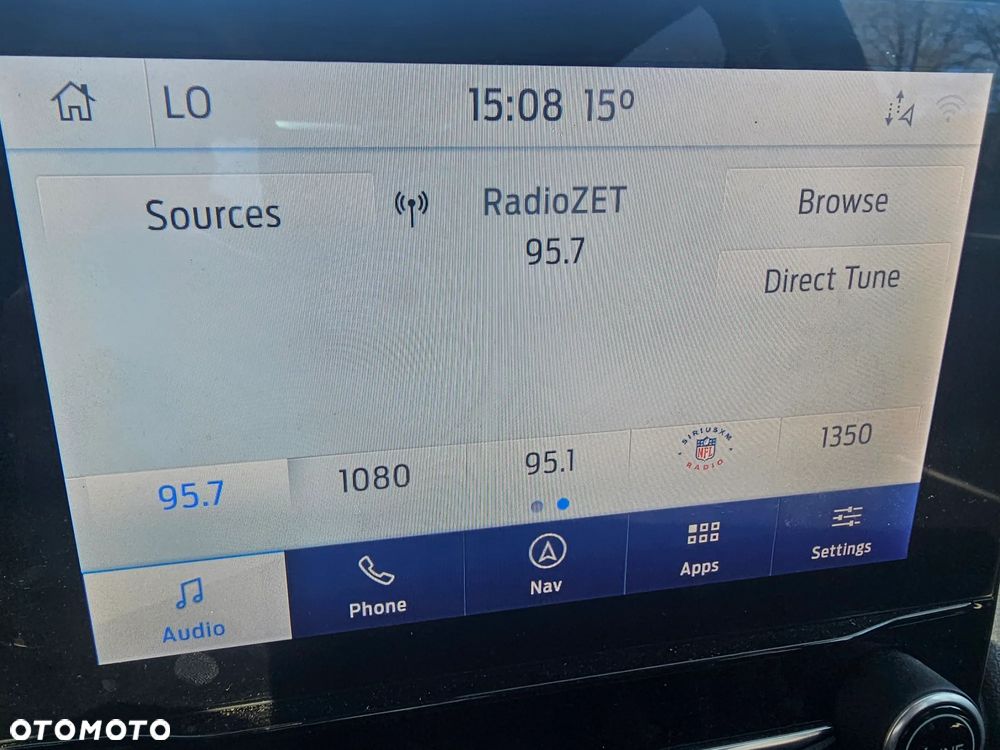 LO 15:08 15º
Sources RadioZET Browse
95.7
Direct Tune
95.7 1080 95.1 SIRIUSXM NFL RADIO 1350
Audio Phone Nav Apps Settings
OTOMOTO